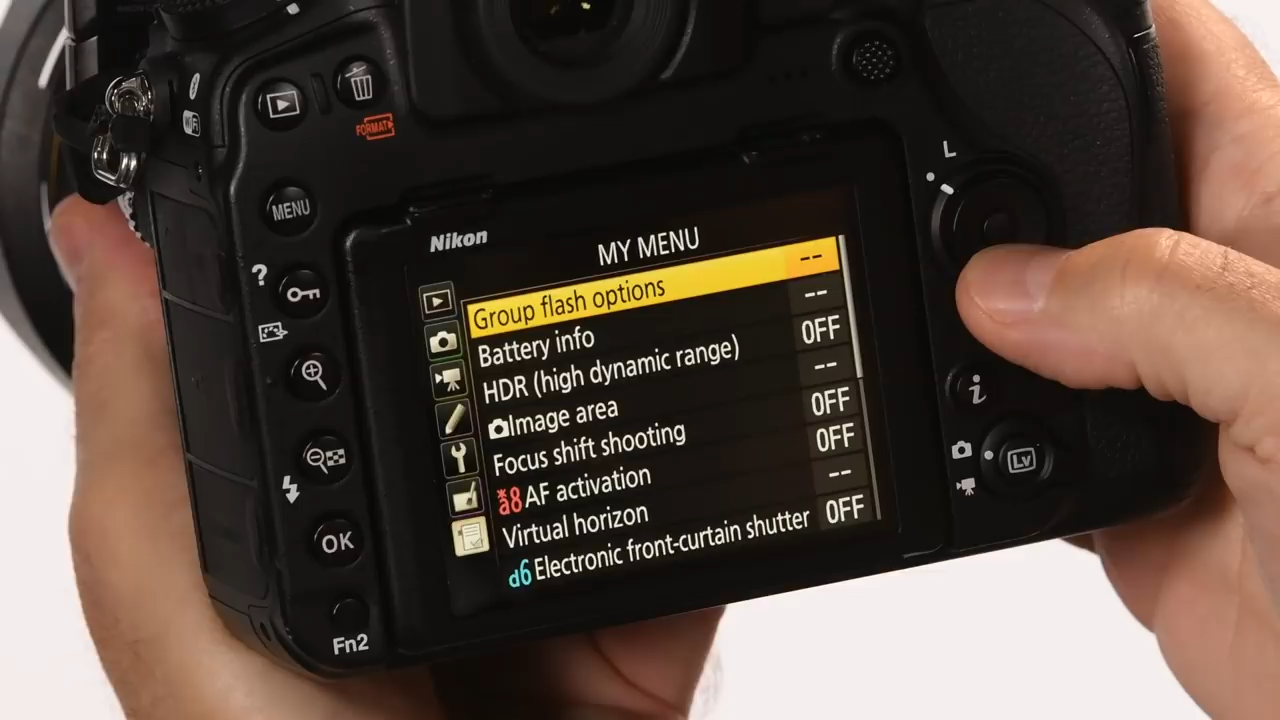 FORMAT
WiFi
L
MENU
Nikon
MY MENU
Group flash options --
Battery info --
HDR (high dynamic range) OFF
Image area --
Focus shift shooting OFF
a8 AF activation OFF
Virtual horizon --
d6 Electronic front-curtain shutter OFF
?
i
Lv
OK
Fn2